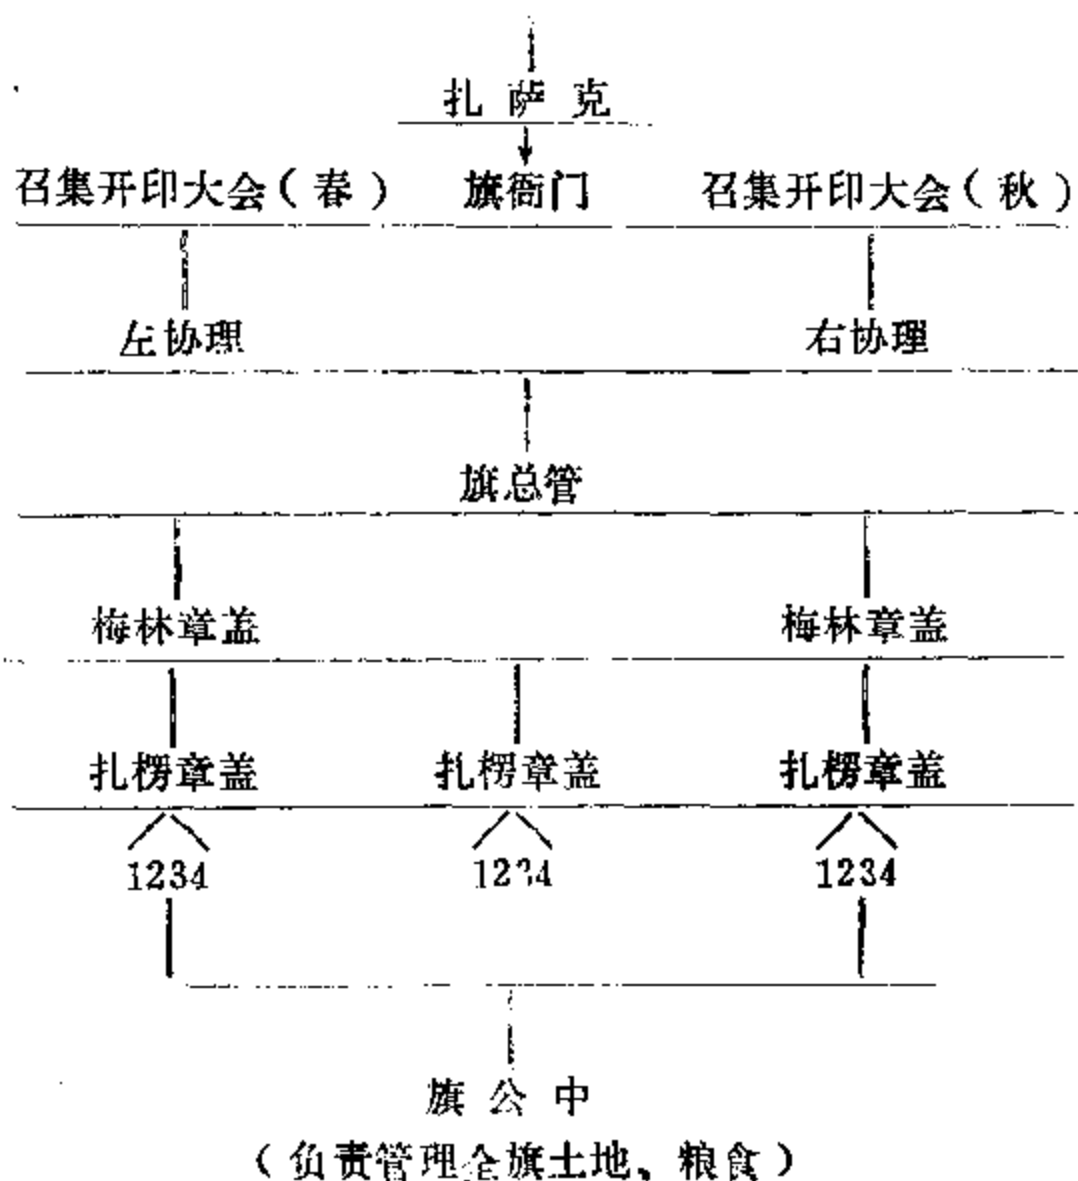 扎萨克
召集开印大会（春） 旗衙门 召集开印大会（秋）
左协理 右协理
旗总管
梅林章盖 梅林章盖
扎楞章盖 扎楞章盖 扎楞章盖
1234 1234 1234
旗公中
（负责管理全旗土地、粮食）